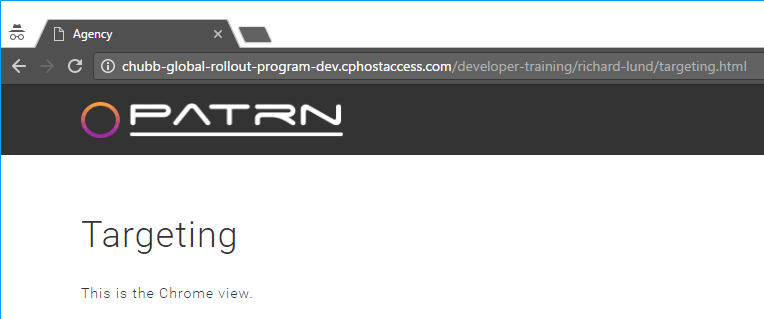 Agency
chubb-global-rollout-program-dev.cphostaccess.com/developer-training/richard-lund/targeting.html
PATRN
Targeting
This is the Chrome view.